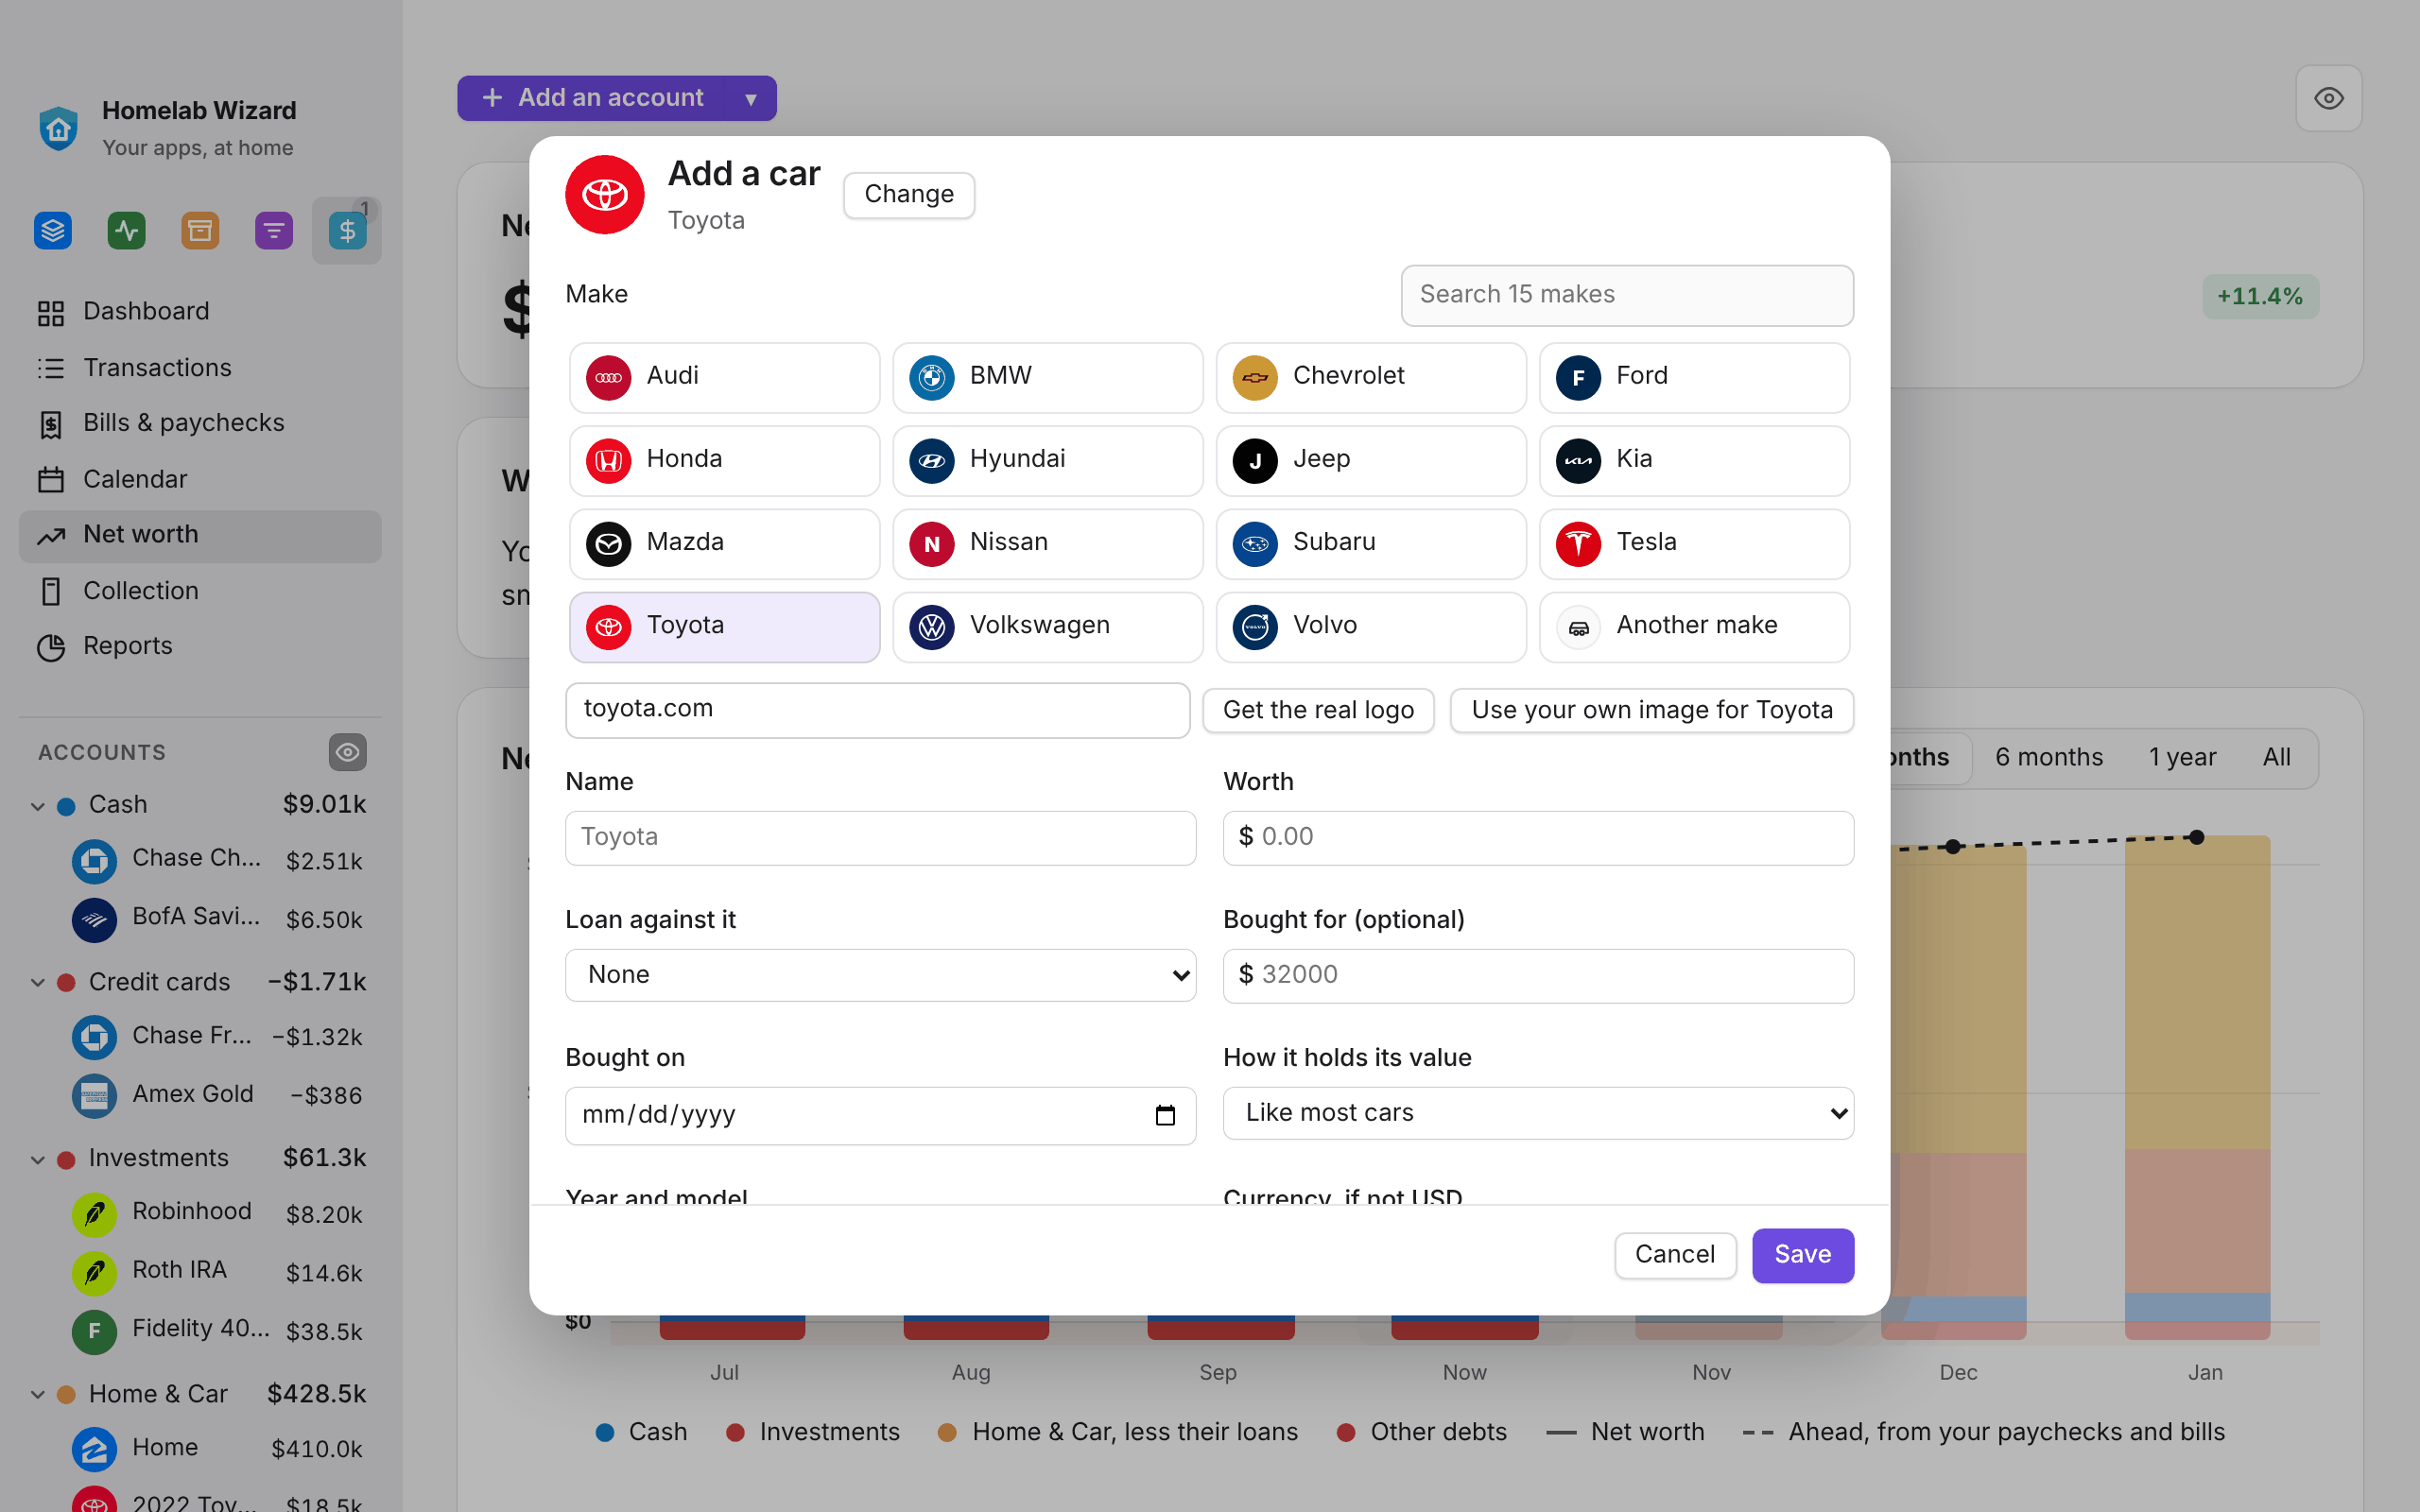 Homelab Wizard
Your apps, at home
1
Dashboard
Transactions
Bills & paychecks
Calendar
Net worth
Collection
Reports
ACCOUNTS
Cash $9.01k
Chase Ch... $2.51k
BofA Savi... $6.50k
Credit cards −$1.71k
Chase Fr... −$1.32k
Amex Gold −$386
Investments $61.3k
Robinhood $8.20k
Roth IRA $14.6k
F Fidelity 40... $38.5k
Home & Car $428.5k
Home $410.0k
2022 Toy... $18.5k
+ Add an account
$
+11.4%
Add a car
Toyota
Change
Make
Search 15 makes
Audi
BMW
Chevrolet
F Ford
Honda
Hyundai
J Jeep
Kia
Mazda
N Nissan
Subaru
Tesla
Toyota
Volkswagen
Volvo
Another make
toyota.com
Get the real logo
Use your own image for Toyota
Name
Toyota
Worth
$ 0.00
Loan against it
None
Bought for (optional)
$ 32000
Bought on
mm/dd/yyyy
How it holds its value
Like most cars
Year and model
Currency, if not USD
Cancel
Save
6 months
1 year
All
$0
Jul
Aug
Sep
Now
Nov
Dec
Jan
Cash
Investments
Home & Car, less their loans
Other debts
Net worth
Ahead, from your paychecks and bills